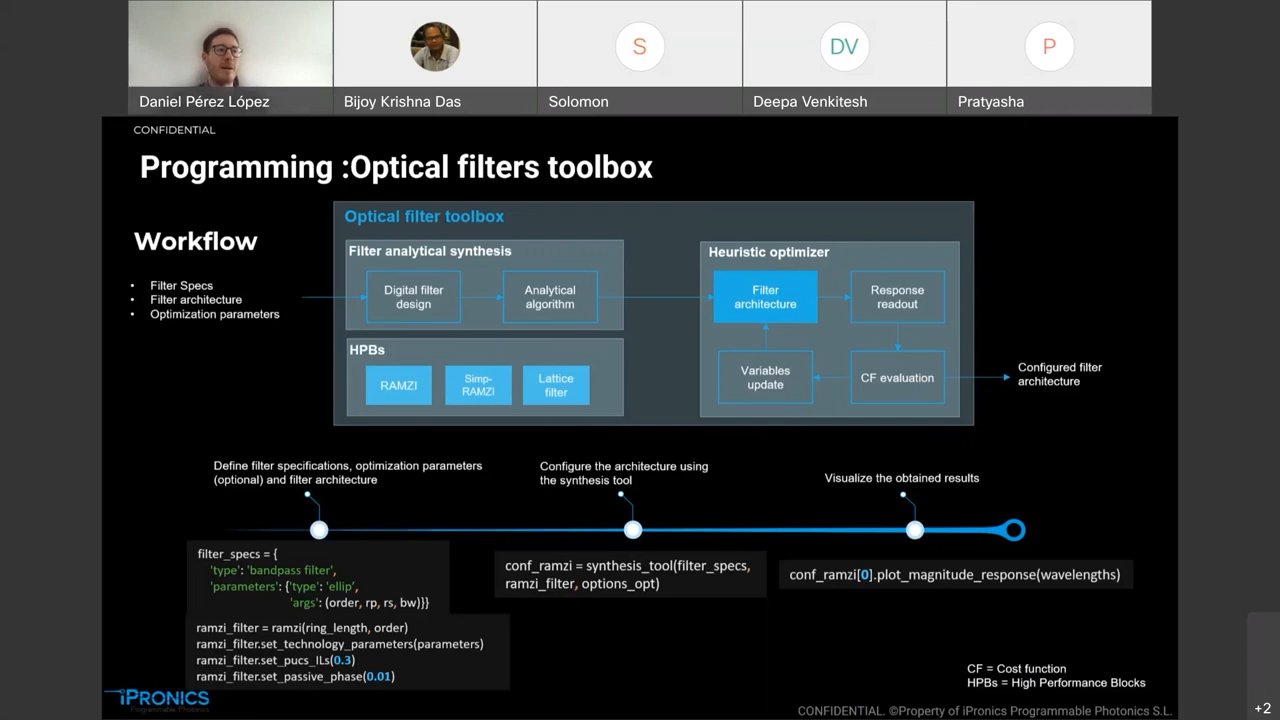 Daniel Pérez López
Bijoy Krishna Das
S
Solomon
DV
Deepa Venkitesh
P
Pratyasha
CONFIDENTIAL
Programming :Optical filters toolbox
Workflow
• Filter Specs
• Filter architecture
• Optimization parameters
Optical filter toolbox
Filter analytical synthesis
Digital filter
design
Analytical
algorithm
HPBs
RAMZI
Simp-
RAMZI
Lattice
filter
Heuristic optimizer
Filter
architecture
Response
readout
Variables
update
CF evaluation
Configured filter
architecture
Define filter specifications, optimization parameters
(optional) and filter architecture
Configure the architecture using
the synthesis tool
Visualize the obtained results
filter_specs = {
'type': 'bandpass filter',
'parameters': {'type': 'ellip',
'args': (order, rp, rs, bw)}}
ramzi_filter = ramzi(ring_length, order)
ramzi_filter.set_technology_parameters(parameters)
ramzi_filter.set_pucs_ILs(0.3)
ramzi_filter.set_passive_phase(0.01)
conf_ramzi = synthesis_tool(filter_specs,
ramzi_filter, options_opt)
conf_ramzi[0].plot_magnitude_response(wavelengths)
CF = Cost function
HPBs = High Performance Blocks
iPRONICS
Programmable Photonics
CONFIDENTIAL. ©Property of iPronics Programmable Photonics S.L.
+2